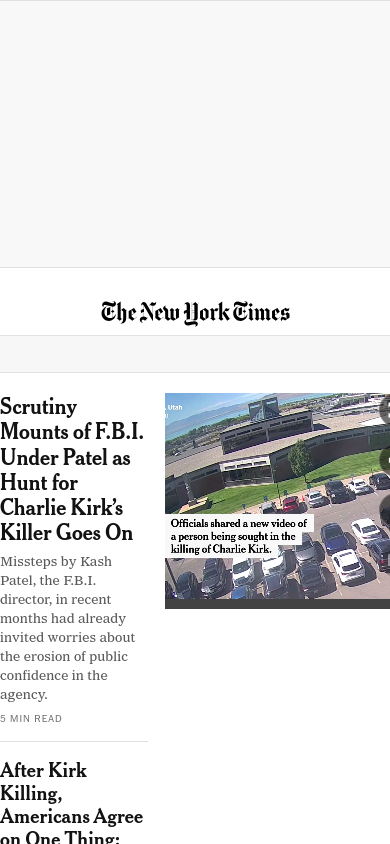 The New York Times
Scrutiny
Mounts of F.B.I.
Under Patel as
Hunt for
Charlie Kirk’s
Killer Goes On
Missteps by Kash
Patel, the F.B.I.
director, in recent
months had already
invited worries about
the erosion of public
confidence in the
agency.
5 MIN READ
, Utah
Officials shared a new video of
a person being sought in the
killing of Charlie Kirk.
After Kirk
Killing,
Americans Agree
on One Thing: